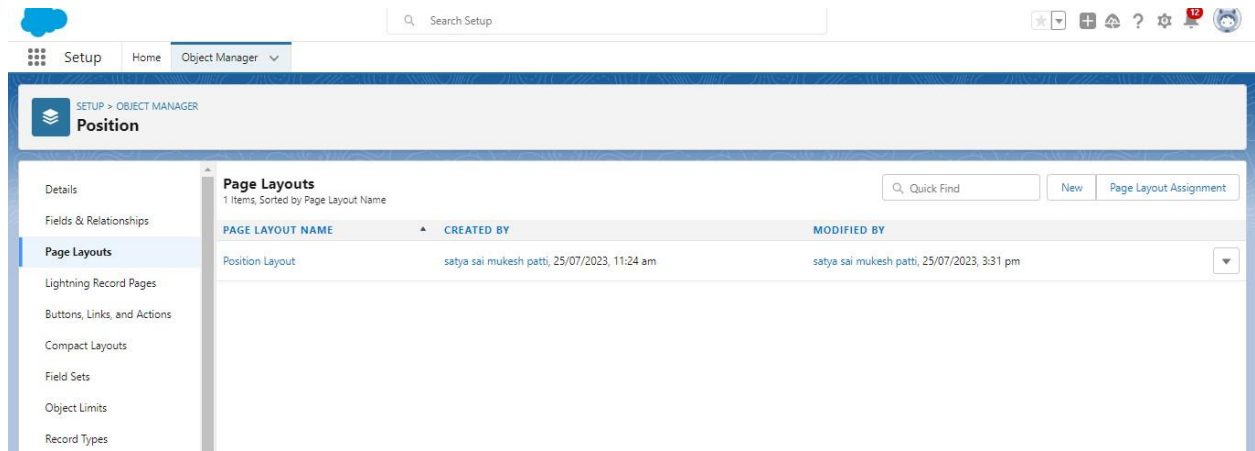 Search Setup
12
Setup Home Object Manager
SETUP > OBJECT MANAGER
Position
Details
Fields & Relationships
Page Layouts
Lightning Record Pages
Buttons, Links, and Actions
Compact Layouts
Field Sets
Object Limits
Record Types
Page Layouts
1 Items, Sorted by Page Layout Name
Quick Find New Page Layout Assignment
PAGE LAYOUT NAME CREATED BY MODIFIED BY
Position Layout satya sai mukesh patti, 25/07/2023, 11:24 am satya sai mukesh patti, 25/07/2023, 3:31 pm